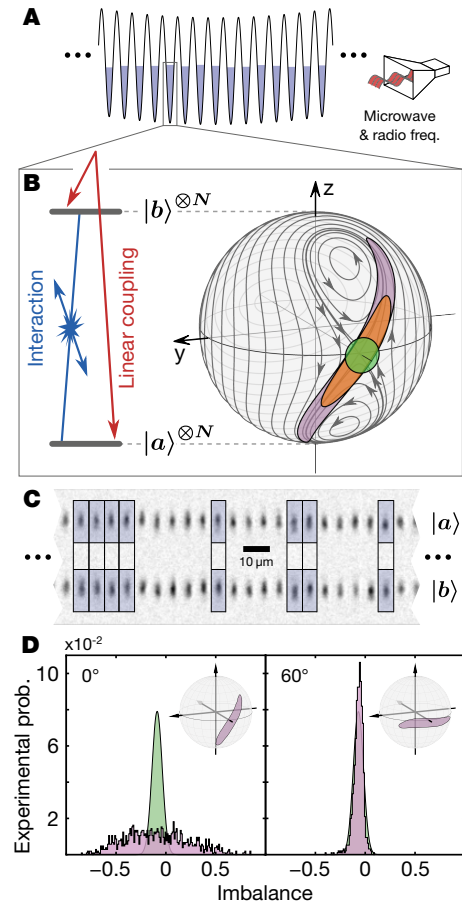 A
•••
•••
Microwave
& radio freq.
B
|b⟩⊗N
z
Interaction
Linear coupling
y
|a⟩⊗N
C
|a⟩
•••
•••
10 µm
|b⟩
D
x10⁻²
0°
60°
10
6
2
Experimental prob.
−0.5
0
0.5
−0.5
0
0.5
Imbalance